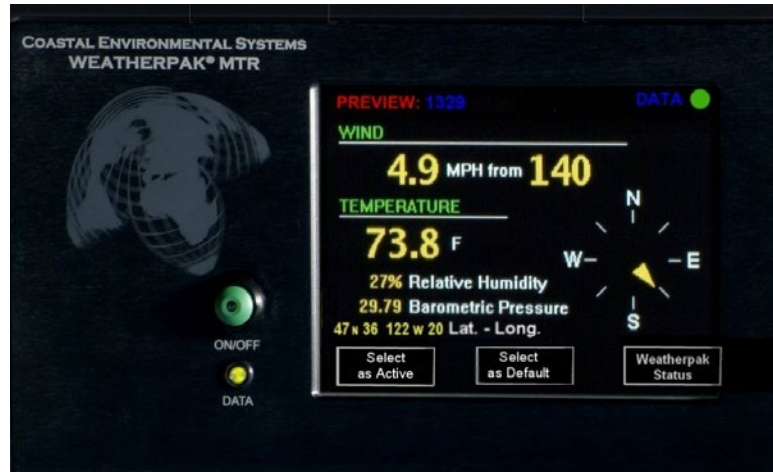 COASTAL ENVIRONMENTAL SYSTEMS
WEATHERPAK® MTR
PREVIEW: 1329 DATA
WIND
4.9 MPH from 140
TEMPERATURE
73.8 F
27% Relative Humidity
29.79 Barometric Pressure
47 N 36 122 W 20 Lat. - Long.
N
W E
S
Select
as Active
Select
as Default
Weatherpak
Status
ON/OFF
DATA